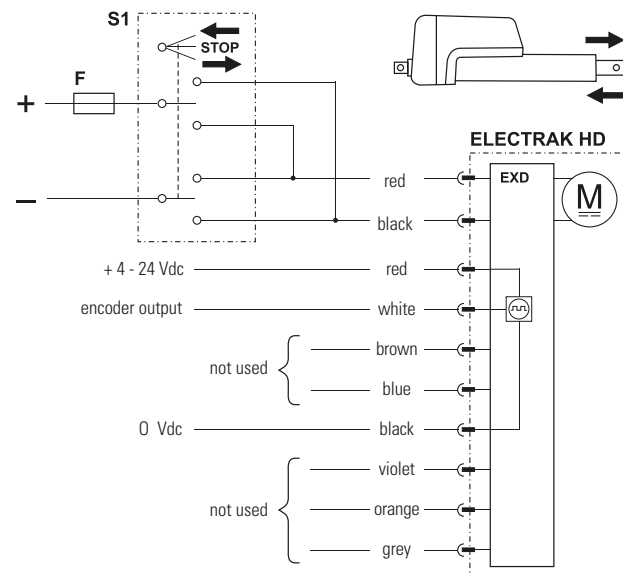 S1
STOP
F
+
–
ELECTRAK HD
EXD
M
red
black
+ 4 - 24 Vdc red
encoder output white
brown
not used
blue
0 Vdc black
violet
not used
orange
grey